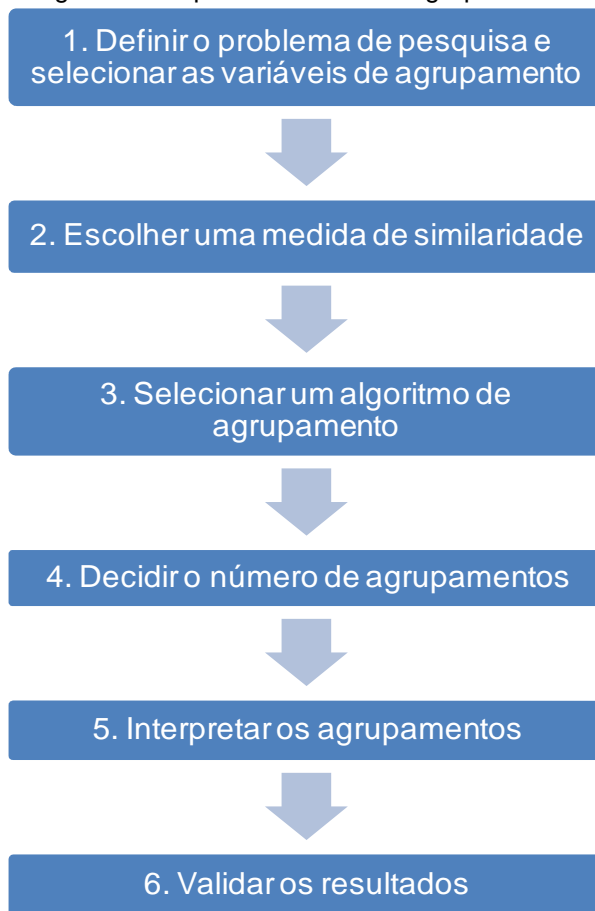 1. Definir o problema de pesquisa e
selecionar as variáveis de agrupamento
2. Escolher uma medida de similaridade
3. Selecionar um algoritmo de
agrupamento
4. Decidir o número de agrupamentos
5. Interpretar os agrupamentos
6. Validar os resultados